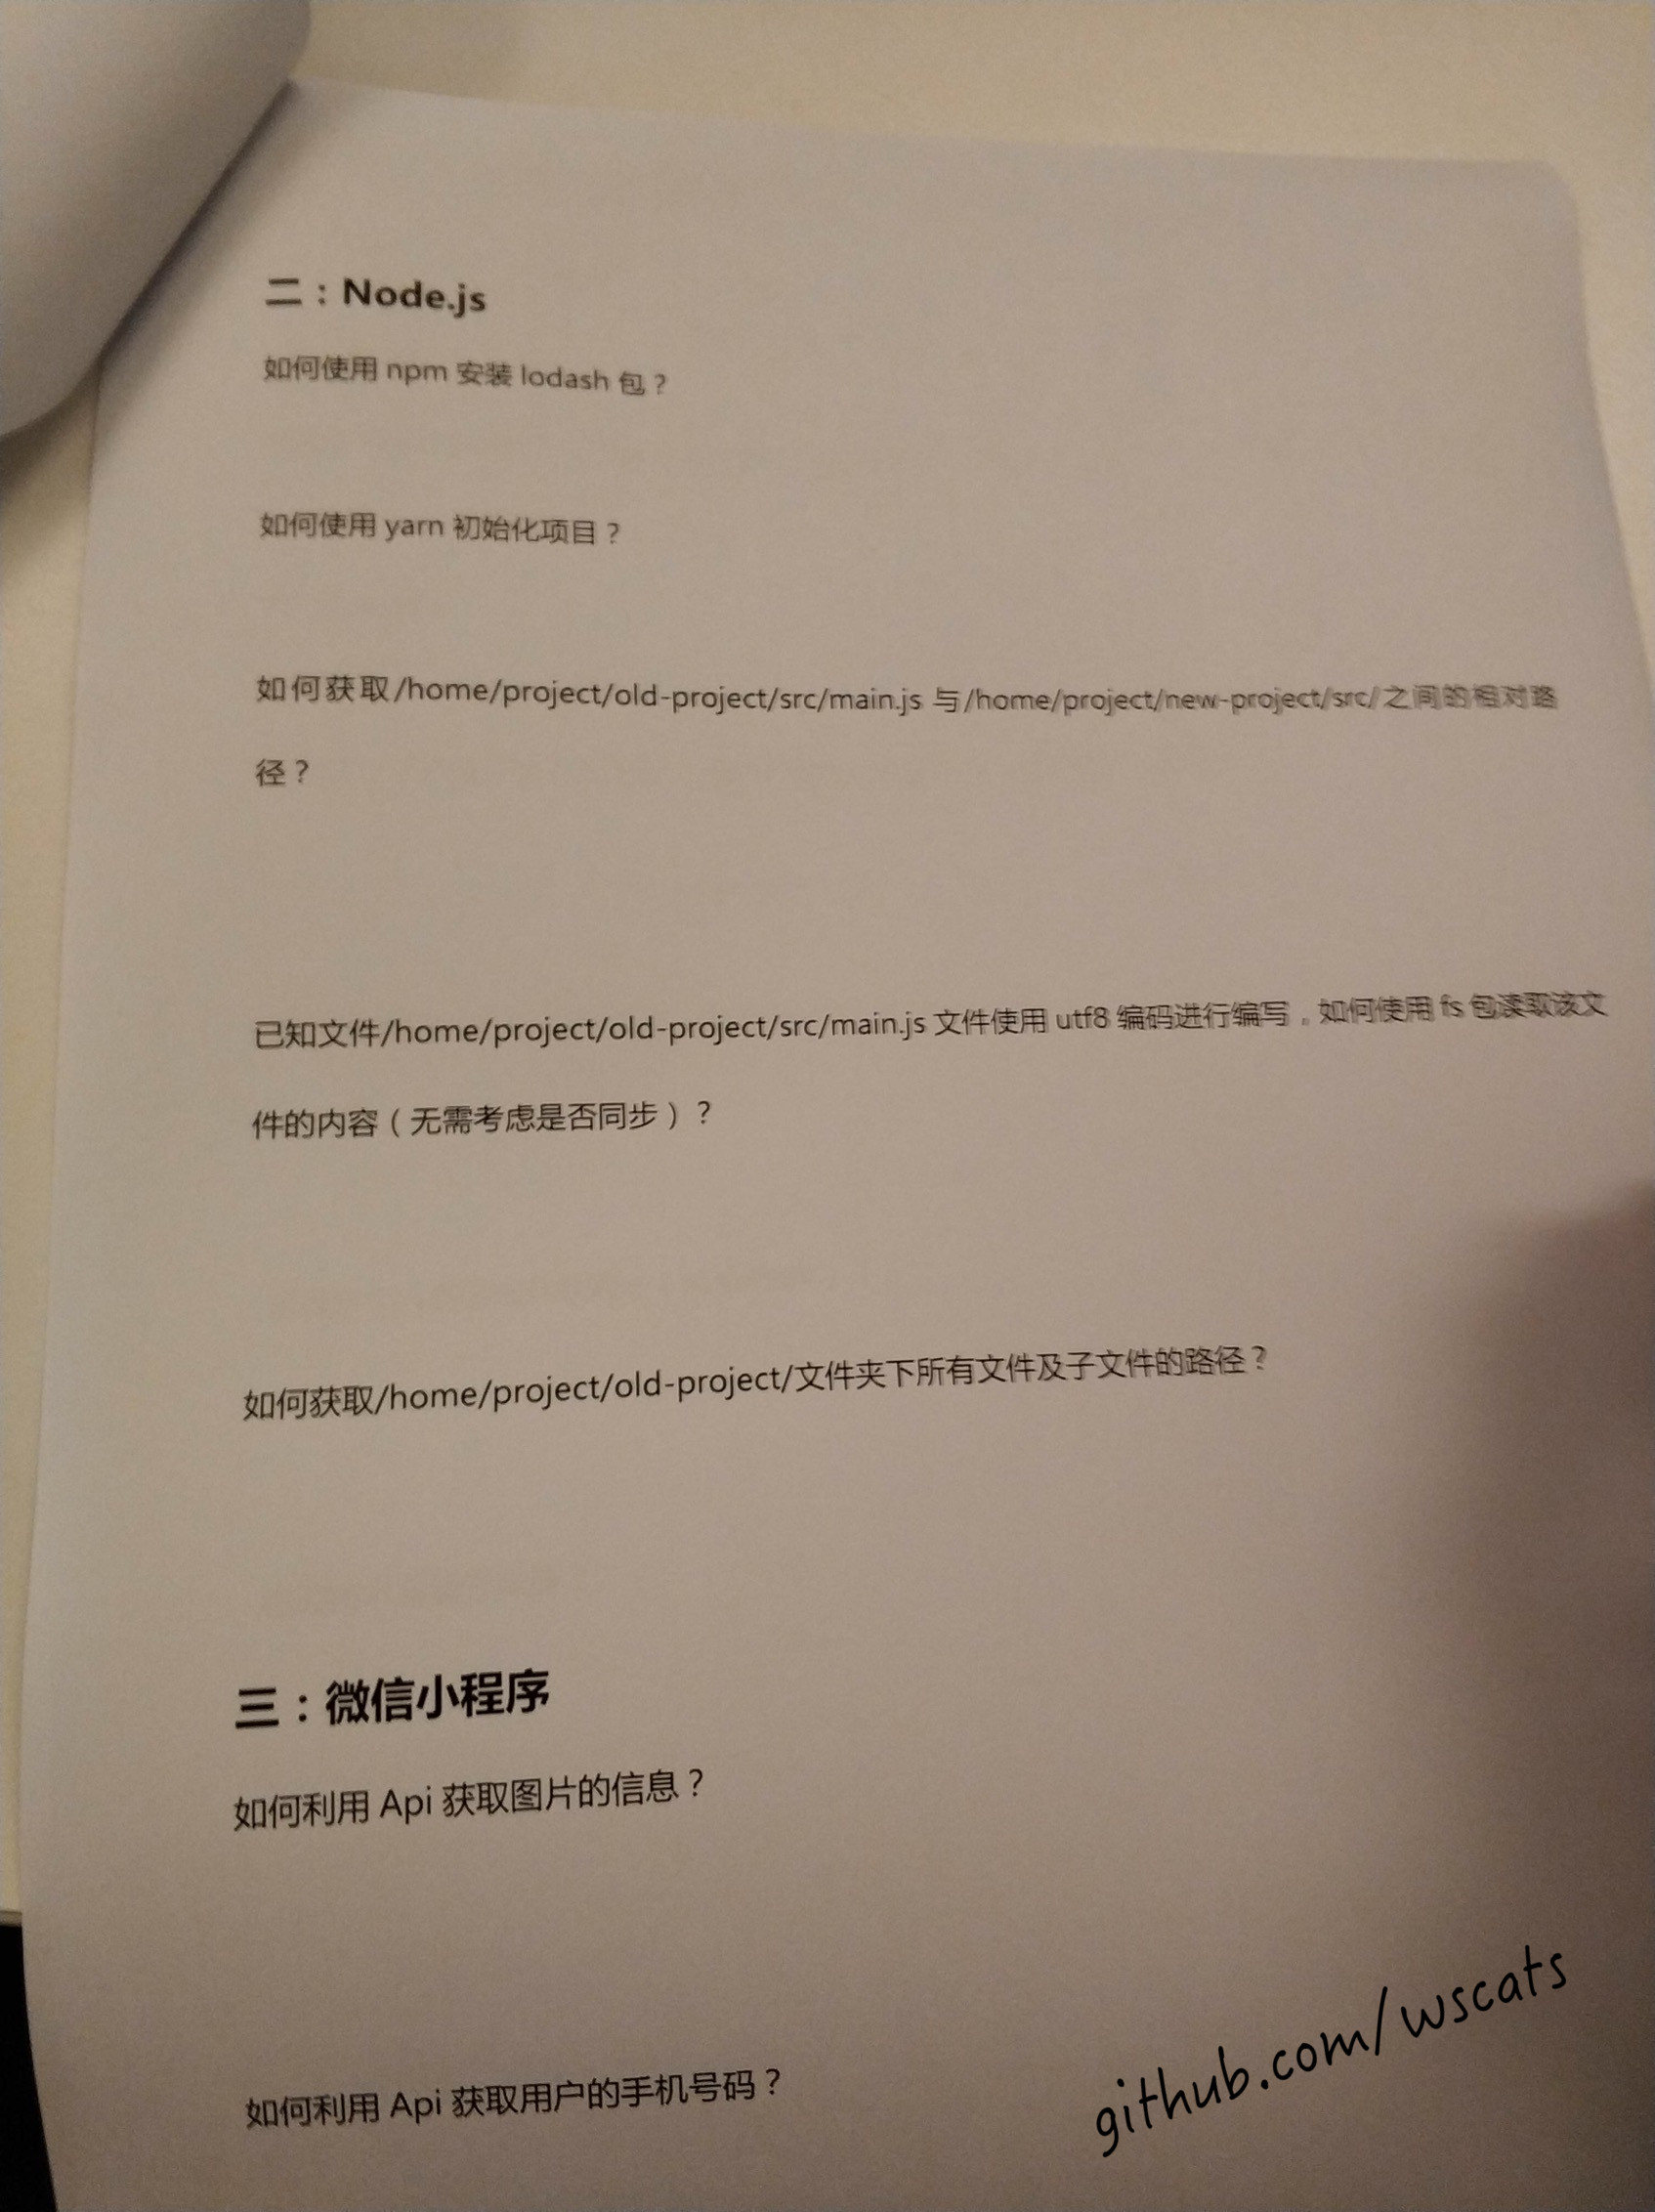 二：Node.js
如何使用 npm 安装 lodash 包？
如何使用 yarn 初始化项目？
如何获取/home/project/old-project/src/main.js 与/home/project/new-project/src/之间的相对路
径？
已知文件/home/project/old-project/src/main.js 文件使用 utf8 编码进行编写，如何使用 fs 包读取该文
件的内容（无需考虑是否同步）？
如何获取/home/project/old-project/文件夹下所有文件及子文件的路径？
三：微信小程序
如何利用 Api 获取图片的信息？
如何利用 Api 获取用户的手机号码？
github.com/wscats